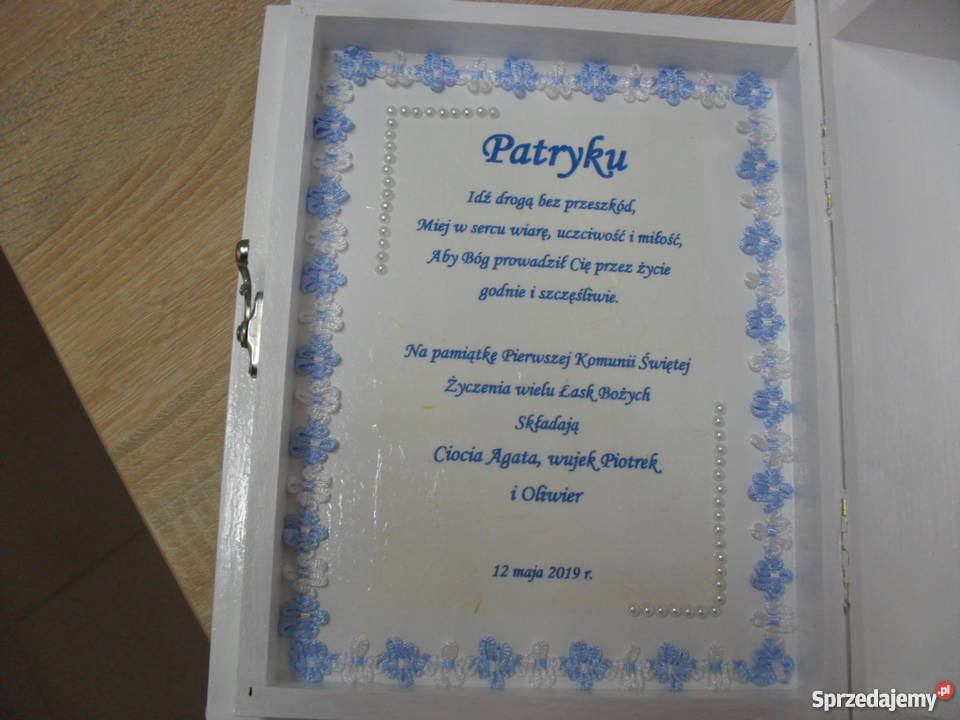 Patryku
Idź drogą bez przeszkód,
Miej w sercu wiarę, uczciwość i miłość,
Aby Bóg prowadził Cię przez życie
godnie i szczęśliwie.
Na pamiątkę Pierwszej Komunii Świętej
Życzenia wielu Łask Bożych
Składają
Ciocia Agata, wujek Piotrek
i Oliwier
12 maja 2019 r.
Sprzedajemy.pl